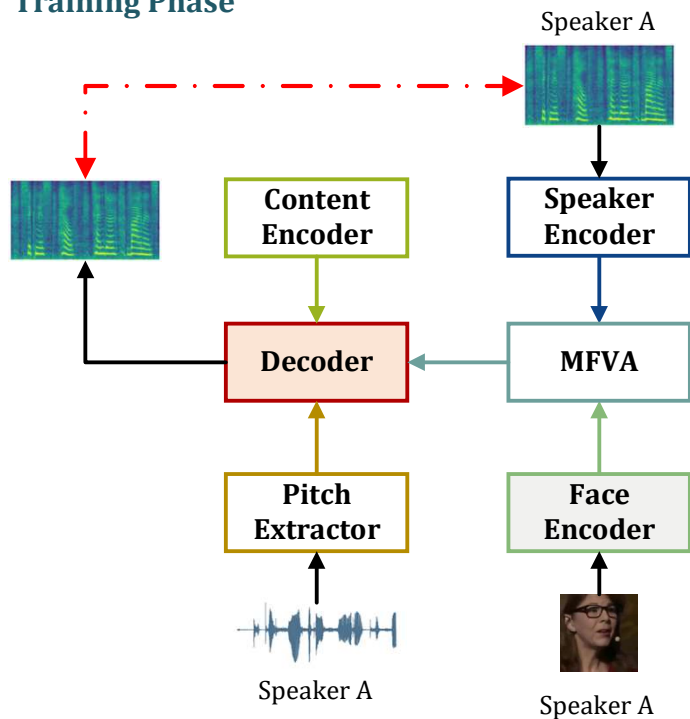 Training Phase
Speaker A
Content
Encoder
Speaker
Encoder
Decoder
MFVA
Pitch
Extractor
Face
Encoder
Speaker A
Speaker A